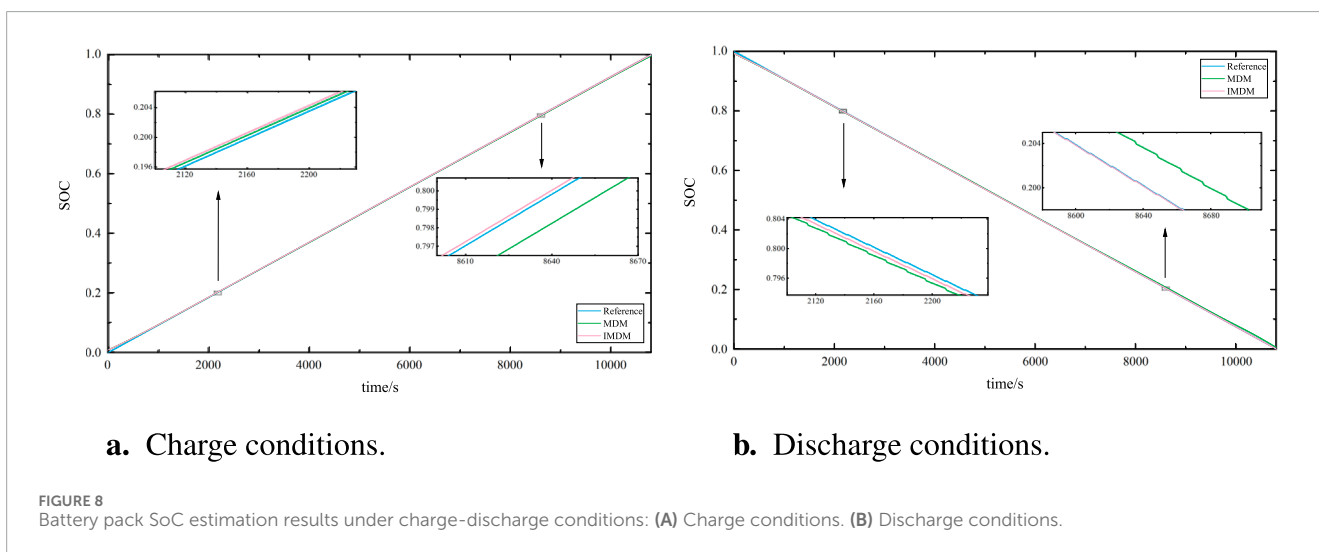 1.0
0.8
0.6
0.4
0.2
0.0
SOC
0.204
0.200
0.196
2120 2160 2200
0.800
0.799
0.798
0.797
8610 8640 8670
Reference
MDM
IMDM
0 2000 4000 6000 8000 10000
time/s
a. Charge conditions.
1.0
0.8
0.6
0.4
0.2
0.0
SOC
Reference
MDM
IMDM
0.204
0.200
8600 8640 8680
0.804
0.800
0.796
2120 2160 2200
0 2000 4000 6000 8000 10000
time/s
b. Discharge conditions.
FIGURE 8
Battery pack SoC estimation results under charge-discharge conditions: (A) Charge conditions. (B) Discharge conditions.